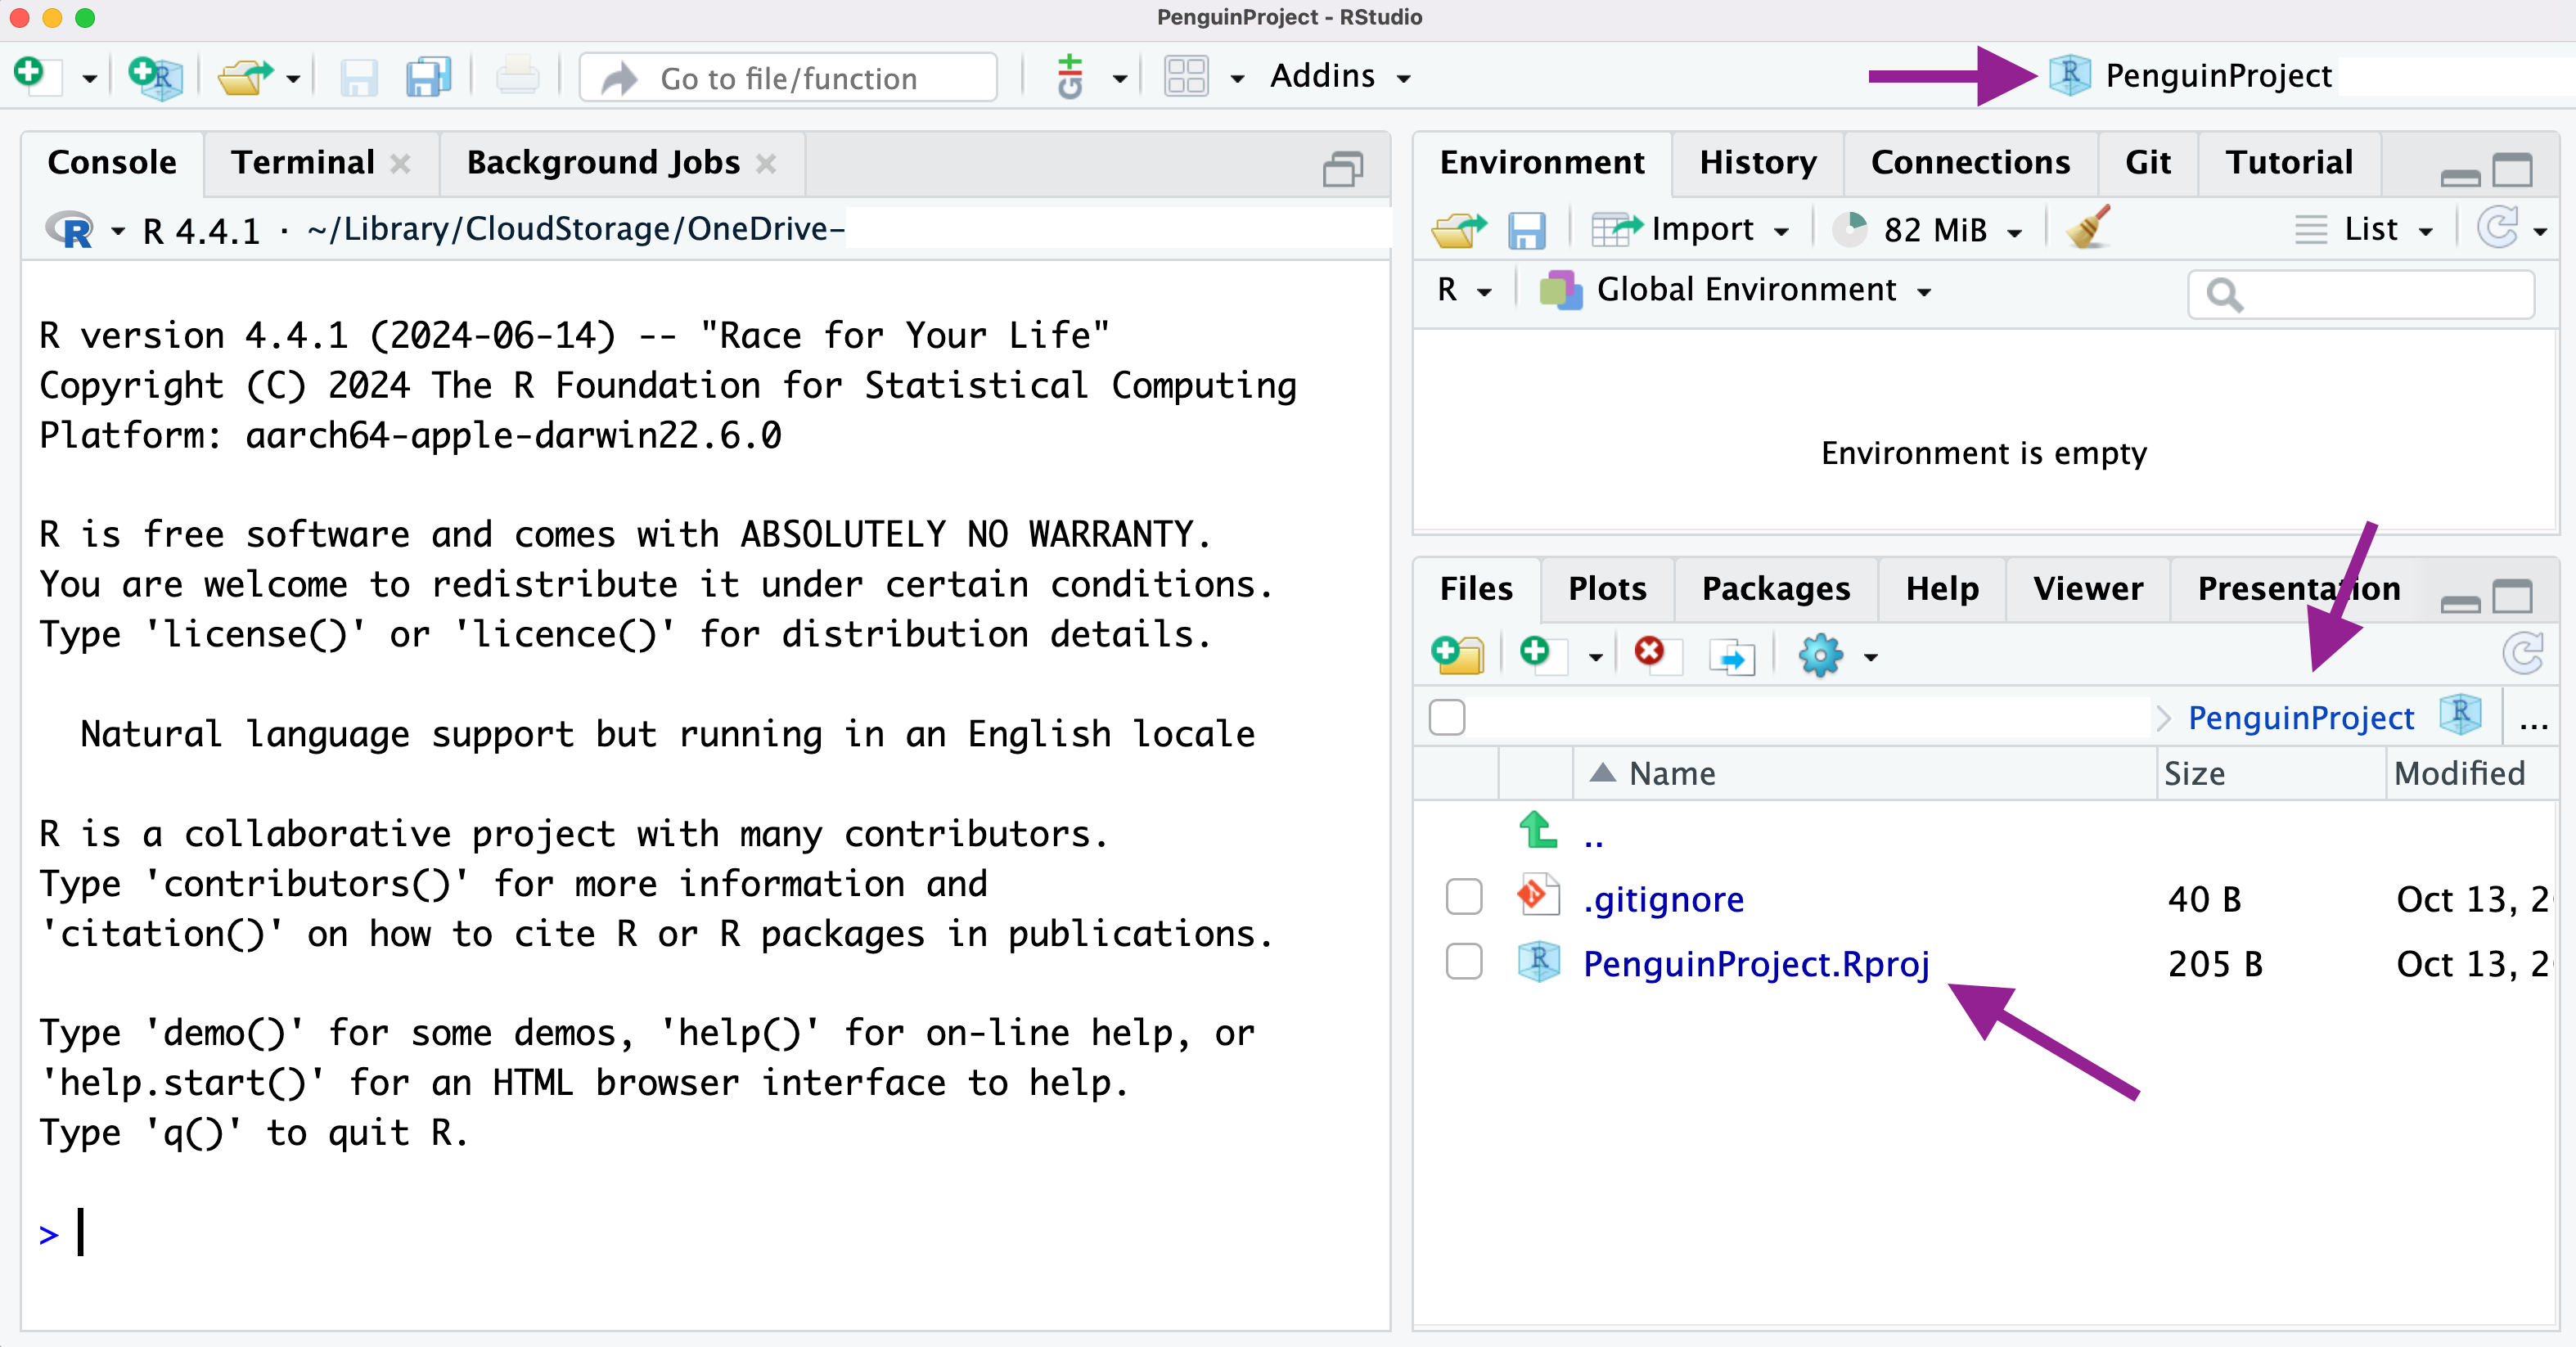 PenguinProject - RStudio
Go to file/function
Addins
PenguinProject
Console
Terminal
Background Jobs
R 4.4.1 · ~/Library/CloudStorage/OneDrive-
R version 4.4.1 (2024-06-14) -- "Race for Your Life"
Copyright (C) 2024 The R Foundation for Statistical Computing
Platform: aarch64-apple-darwin22.6.0
R is free software and comes with ABSOLUTELY NO WARRANTY.
You are welcome to redistribute it under certain conditions.
Type 'license()' or 'licence()' for distribution details.
Natural language support but running in an English locale
R is a collaborative project with many contributors.
Type 'contributors()' for more information and
'citation()' on how to cite R or R packages in publications.
Type 'demo()' for some demos, 'help()' for on-line help, or
'help.start()' for an HTML browser interface to help.
Type 'q()' to quit R.
>
Environment History Connections Git Tutorial
Import 82 MiB List
R Global Environment
Environment is empty
Files Plots Packages Help Viewer Presentation
PenguinProject ...
Name Size Modified
..
.gitignore 40 B Oct 13, 2
PenguinProject.Rproj 205 B Oct 13, 2